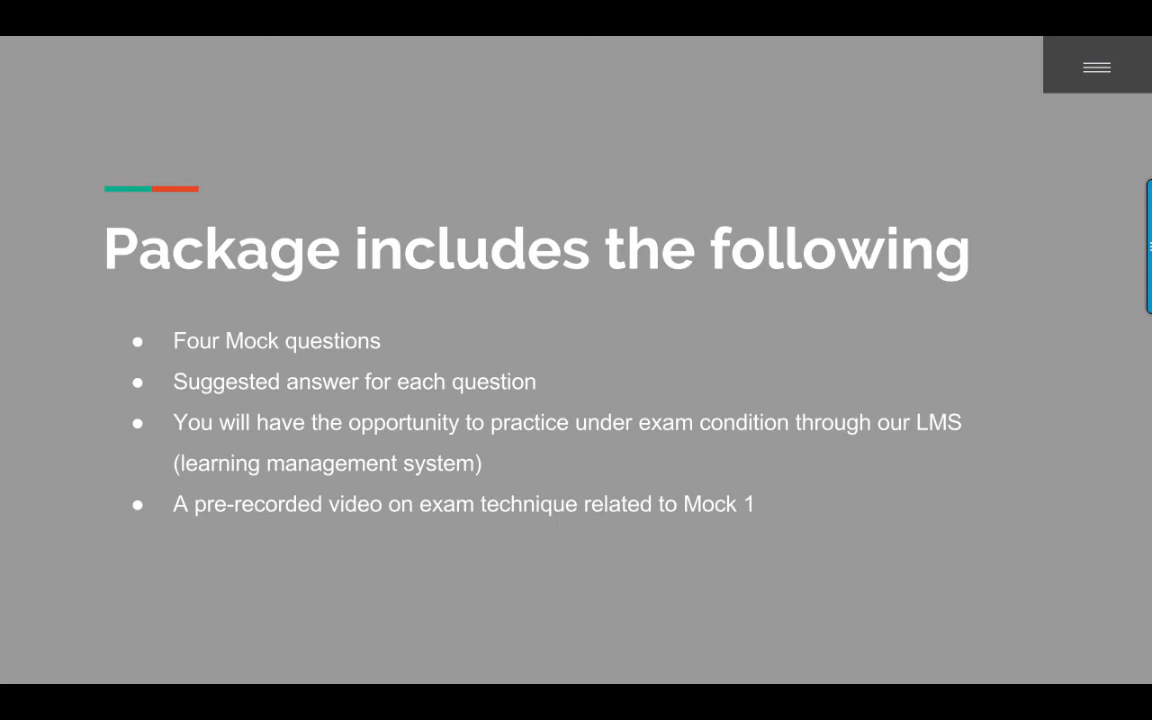 Package includes the following
● Four Mock questions
● Suggested answer for each question
● You will have the opportunity to practice under exam condition through our LMS
(learning management system)
● A pre-recorded video on exam technique related to Mock 1